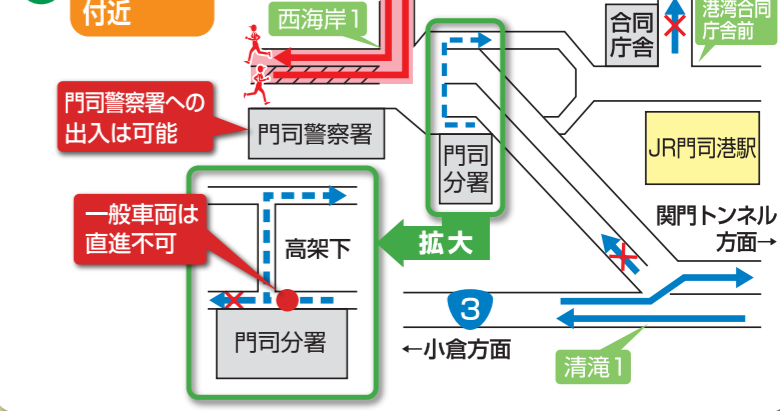 付近
西海岸1
合同
庁舎
港湾合同
庁舎前
門司警察署への
出入は可能
門司警察署
門司
分署
JR門司港駅
一般車両は
直進不可
高架下
拡大
関門トンネル
方面→
3
門司分署
←小倉方面
清滝1